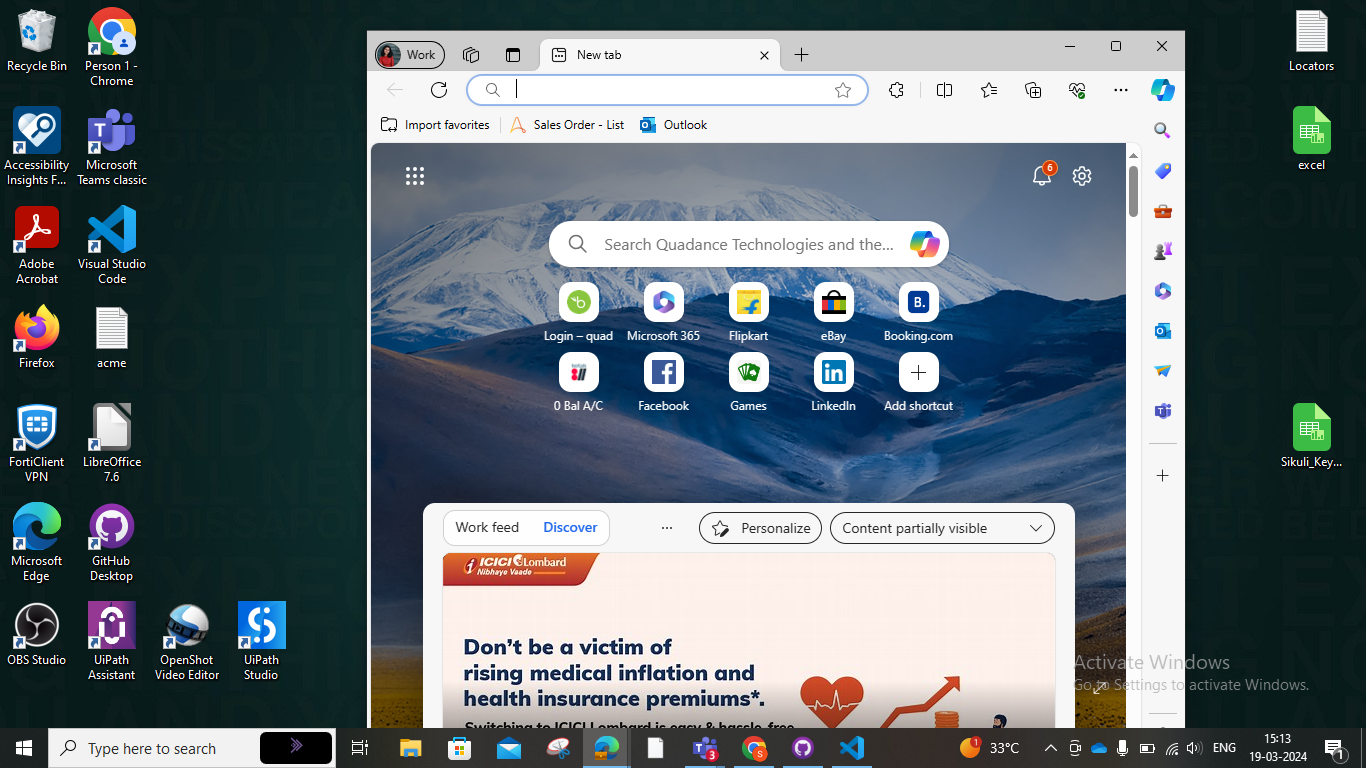 Recycle Bin
Person 1 -
Chrome
Accessibility
Insights F...
Microsoft
Teams classic
Adobe
Acrobat
Visual Studio
Code
Firefox
acme
FortiClient
VPN
LibreOffice
7.6
Microsoft
Edge
GitHub
Desktop
OBS Studio
UiPath
Assistant
OpenShot
Video Editor
UiPath
Studio
Work
New tab
Import favorites
Sales Order - List
Outlook
6
Search Quadance Technologies and the...
Login – quad
Microsoft 365
Flipkart
eBay
Booking.com
B.
0 Bal A/C
Facebook
Games
LinkedIn
Add shortcut
Work feed
Discover
Personalize
Content partially visible
ICICI Lombard
Nibhaye Vaade
Don't be a victim of
rising medical inflation and
health insurance premiums*.
Switching to ICICI Lombard is easy & hassle-free
Locators
excel
Sikuli_Key...
Activate Windows
Go to Settings to activate Windows.
Type here to search
3
S
1
33°C
ENG
15:13
19-03-2024
1